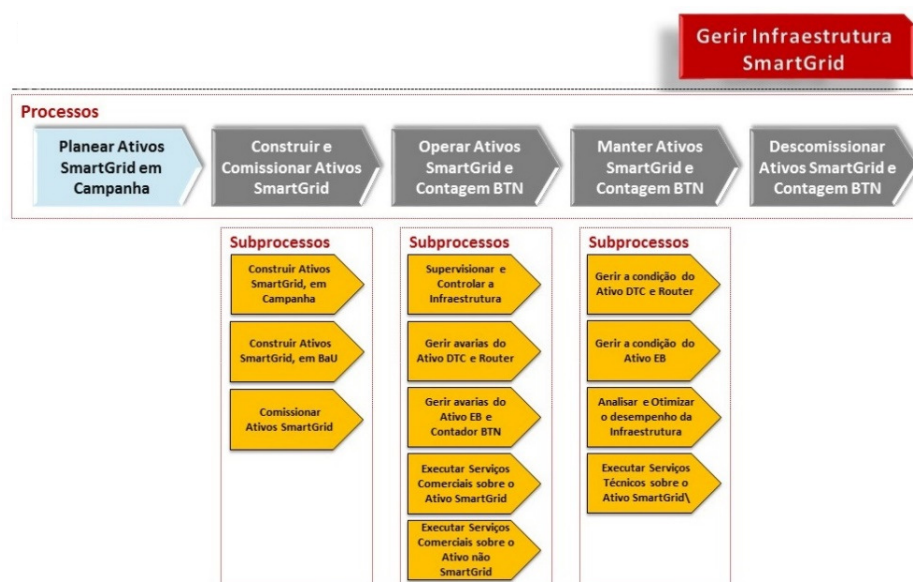 Gerir Infraestrutura
SmartGrid
Processos
Planear Ativos
SmartGrid em
Campanha
Construir e
Comissionar Ativos
SmartGrid
Operar Ativos
SmartGrid e
Contagem BTN
Manter Ativos
SmartGrid e
Contagem BTN
Descomissionar
Ativos SmartGrid e
Contagem BTN
Subprocessos
Construir Ativos
SmartGrid, em
Campanha
Construir Ativos
SmartGrid, em BaU
Comissionar
Ativos SmartGrid
Subprocessos
Supervisionar e
Controlar a
Infraestrutura
Gerir avarias do
Ativo DTC e Router
Gerir avarias do
Ativo EB e
Contador BTN
Executar Serviços
Comerciais sobre o
Ativo SmartGrid
Executar Serviços
Comerciais sobre o
Ativo não
SmartGrid
Subprocessos
Gerir a condição do
Ativo DTC e Router
Gerir a condição do
Ativo EB
Analisar e Otimizar
o desempenho da
Infraestrutura
Executar Serviços
Técnicos sobre o
Ativo SmartGrid\